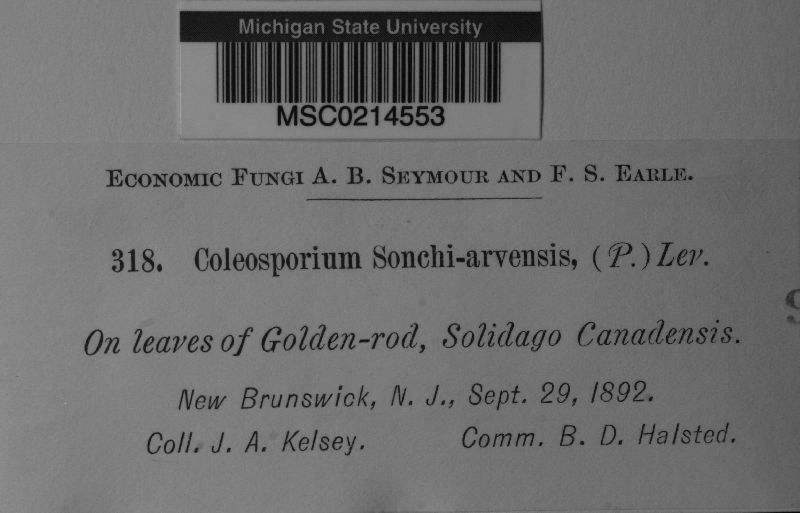 Michigan State University
MSC0214553
Economic Fungi A. B. Seymour and F. S. Earle.
318. Coleosporium Sonchi-arvensis, (P.) Lev.
On leaves of Golden-rod, Solidago Canadensis.
New Brunswick, N. J., Sept. 29, 1892.
Coll. J. A. Kelsey. Comm. B. D. Halsted.